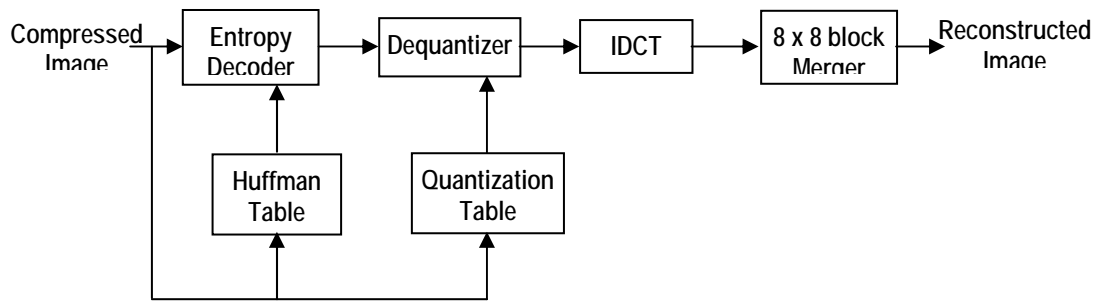 Compressed
Image
Entropy
Decoder
Dequantizer
IDCT
8 x 8 block
Merger
Reconstructed
Image
Huffman
Table
Quantization
Table